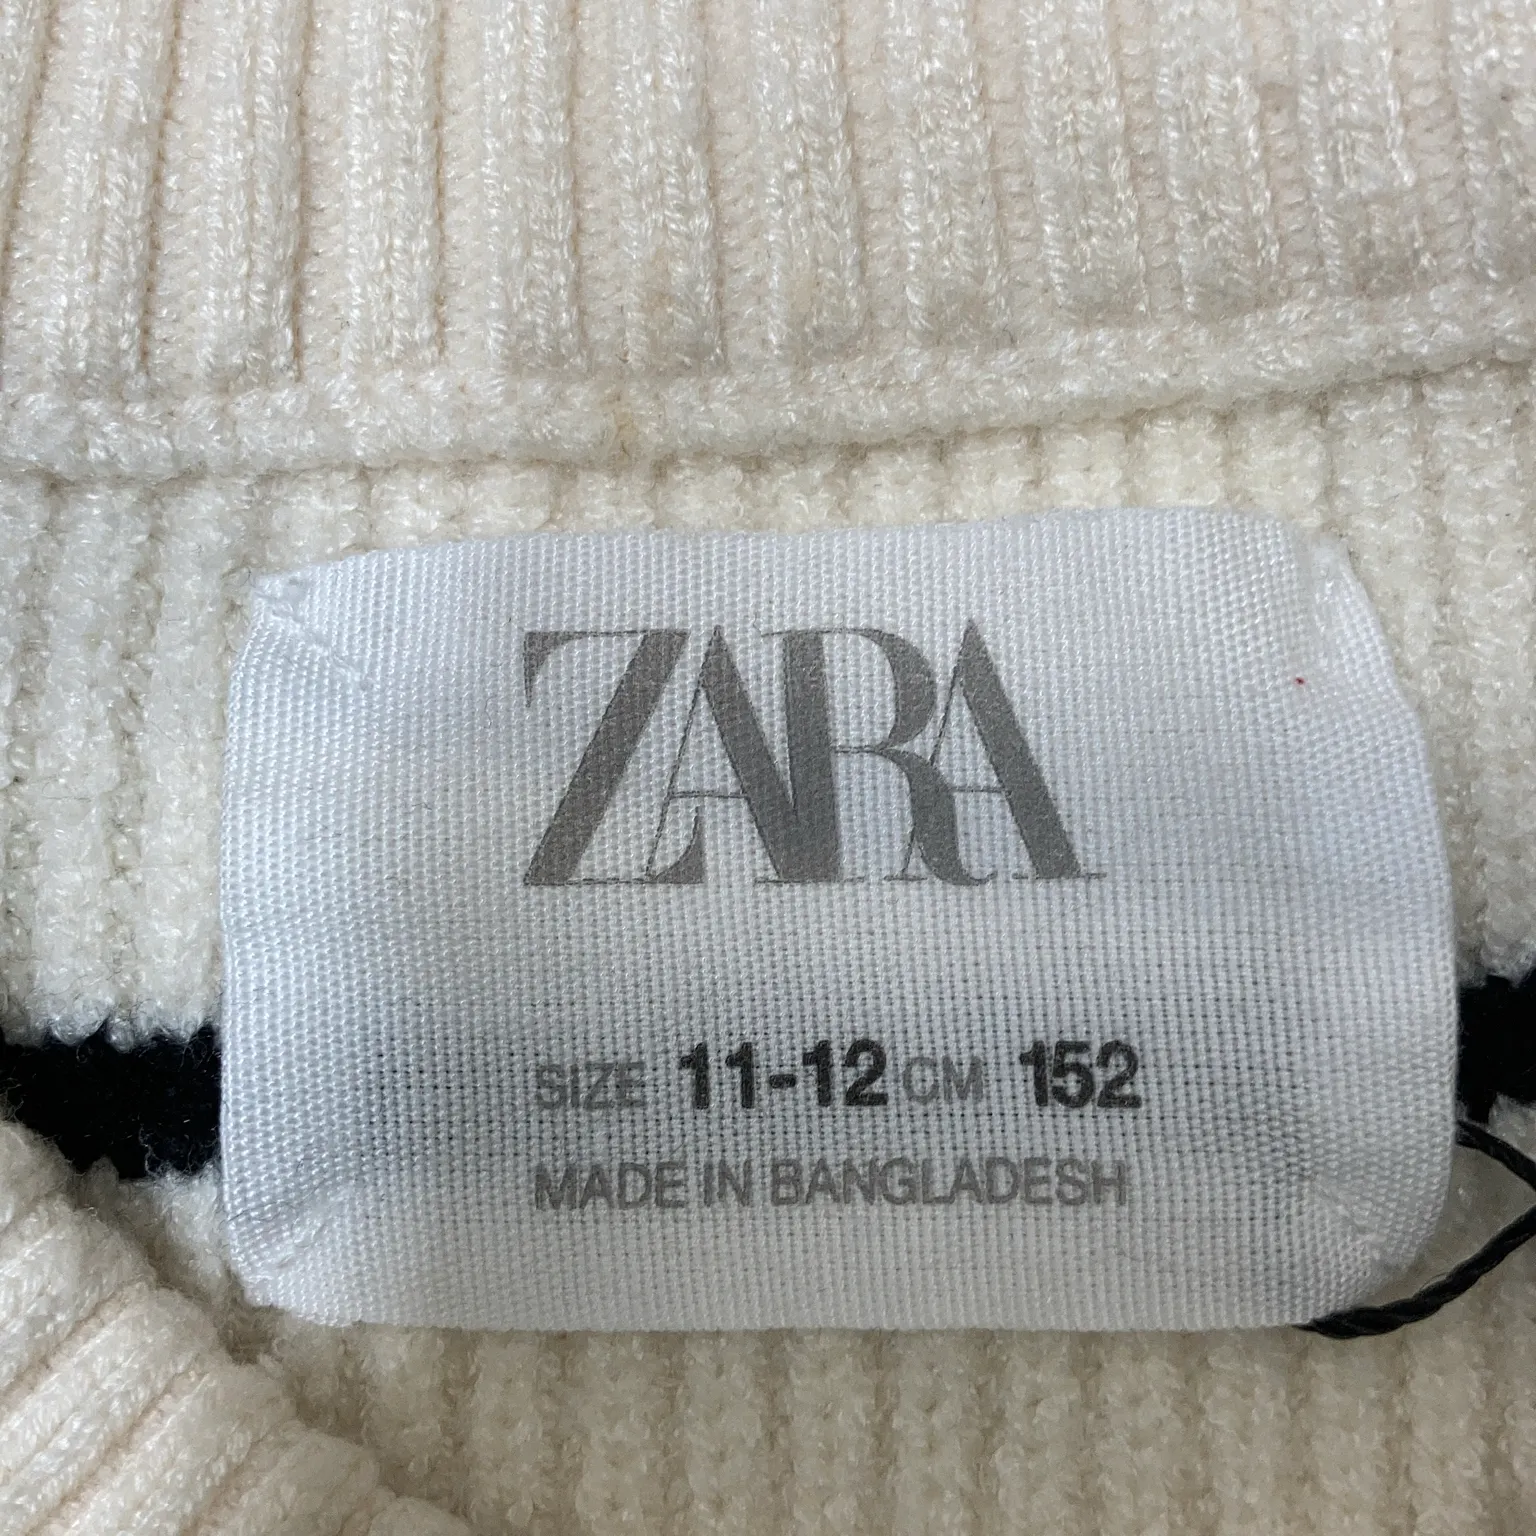 ZARA
SIZE 11-12 CM 152
MADE IN BANGLADESH